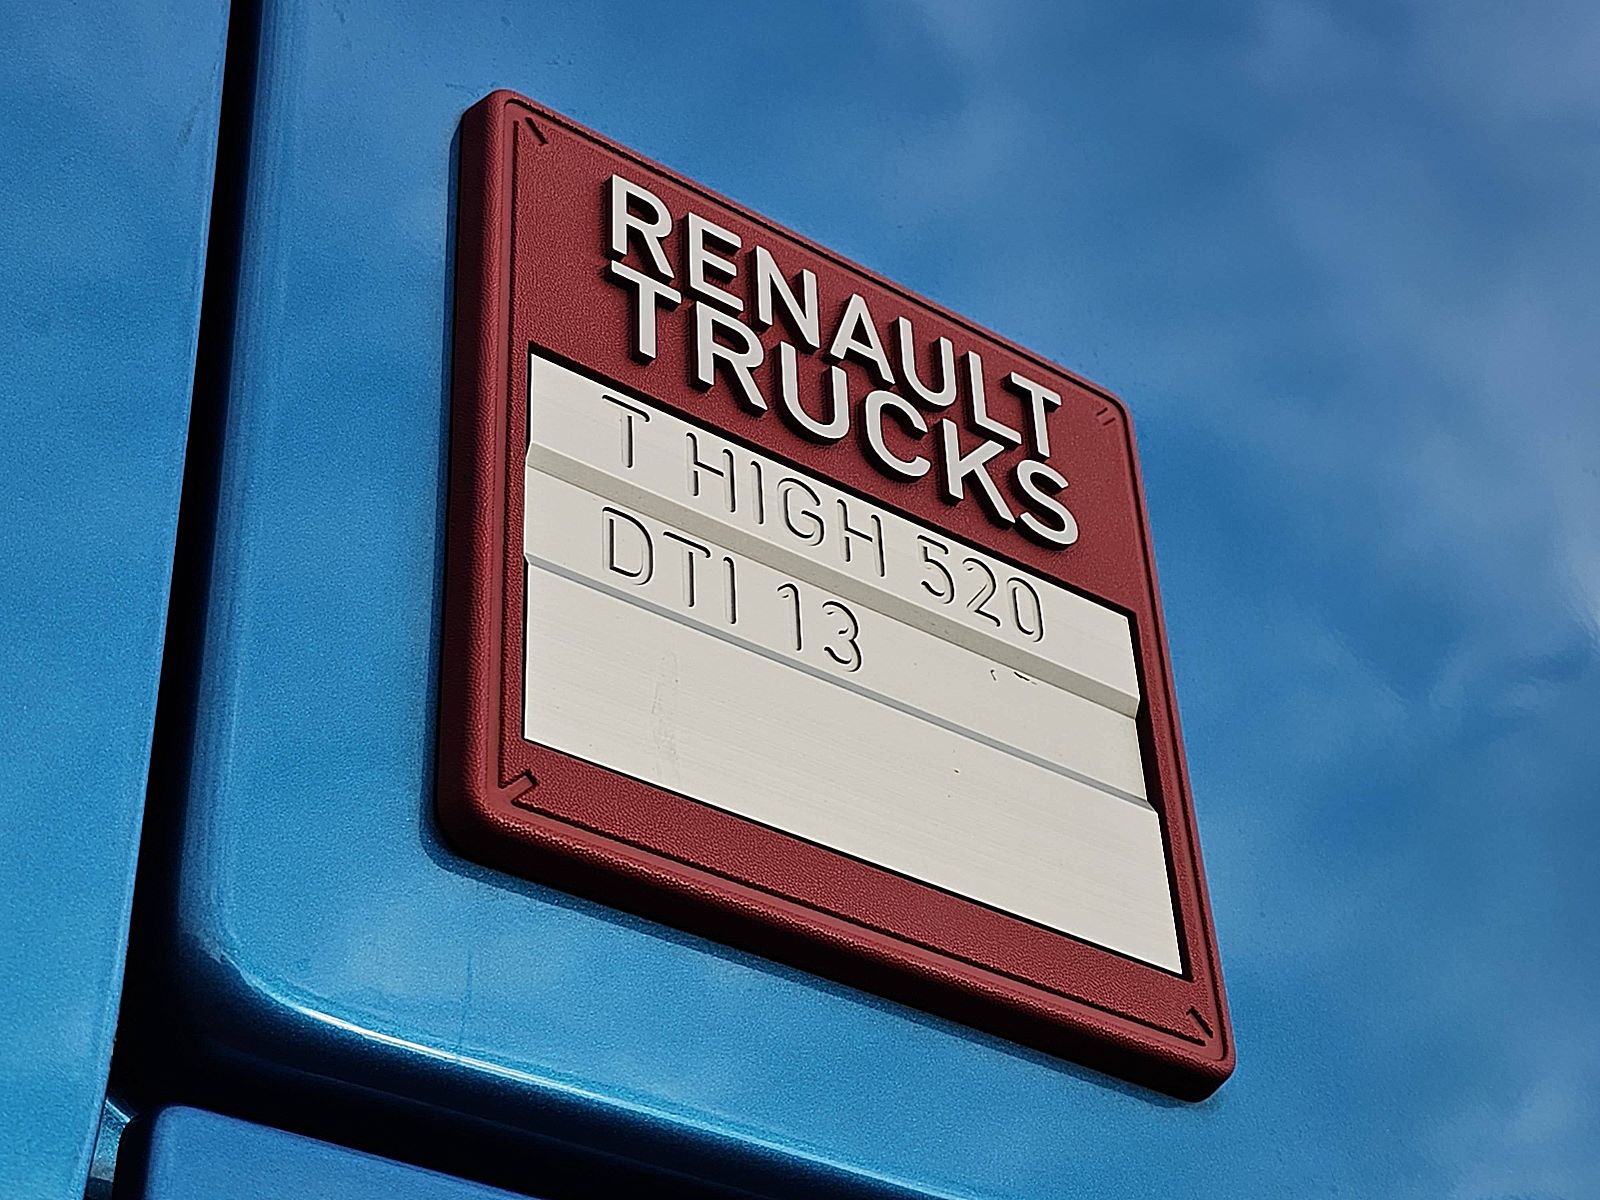 RENAULT
TRUCKS
T HIGH 520
DTI 13